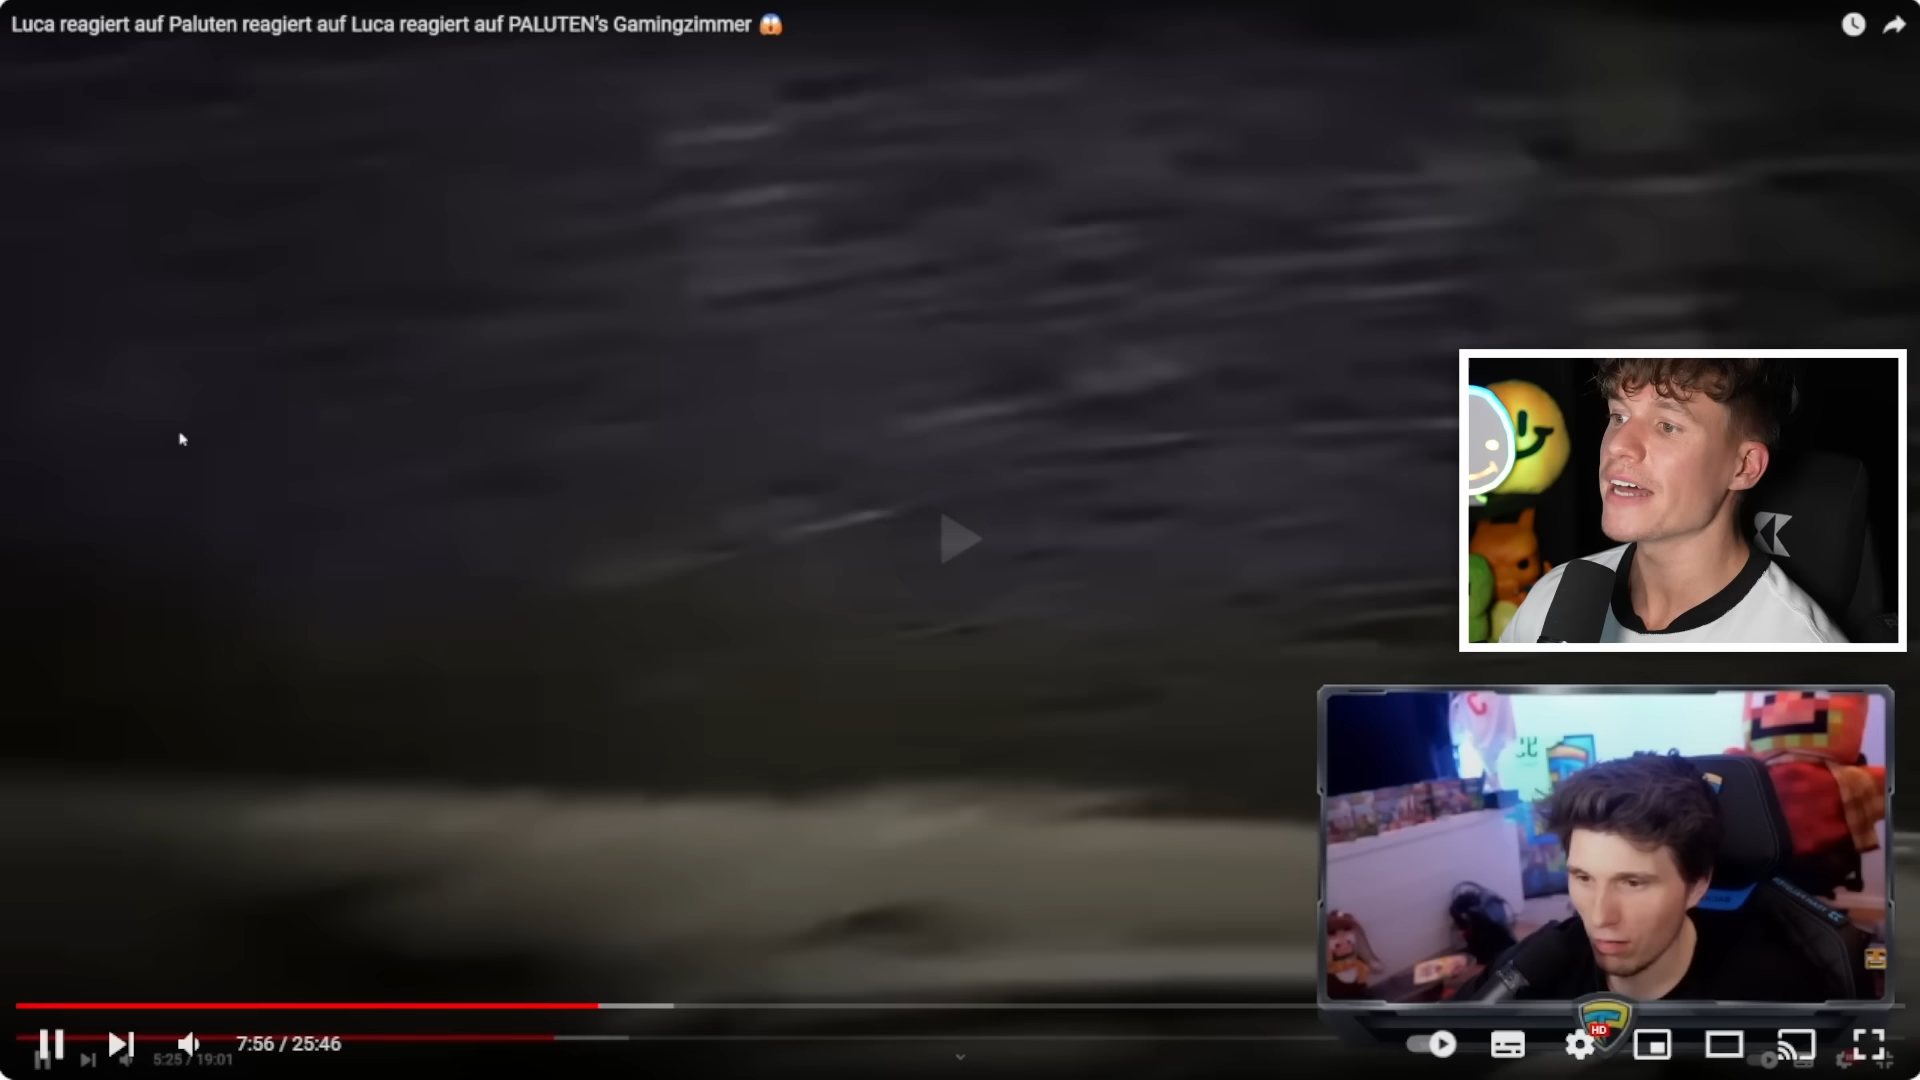 Luca reagiert auf Paluten reagiert auf Luca reagiert auf PALUTEN's Gamingzimmer 😱
7:56 / 25:46
HD
5:25 / 19:01